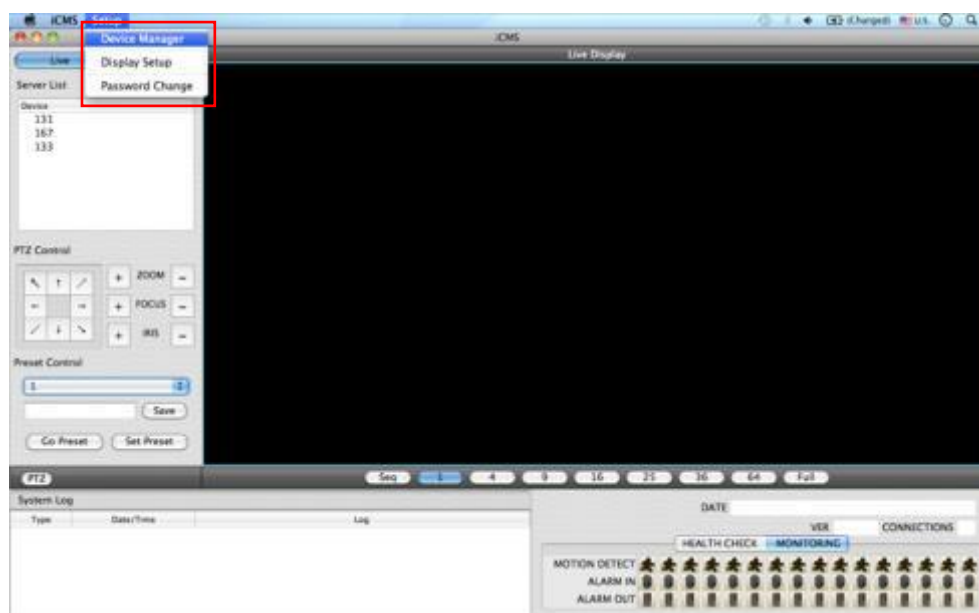 iCMS Setup (Charged) U.S.
iCMS
Device Manager
Display Setup
Password Change
Live
Live Display
Server List
Device
131
167
133
PTZ Control
+ ZOOM -
+ FOCUS -
+ IRIS -
Preset Control
1
Save
Go Preset Set Preset
PTZ
Seq 1 4 9 16 25 36 64 Full
System Log
Type Date/Time Log
DATE
VER CONNECTIONS
HEALTH CHECK MONITORING
MOTION DETECT
ALARM IN
ALARM OUT